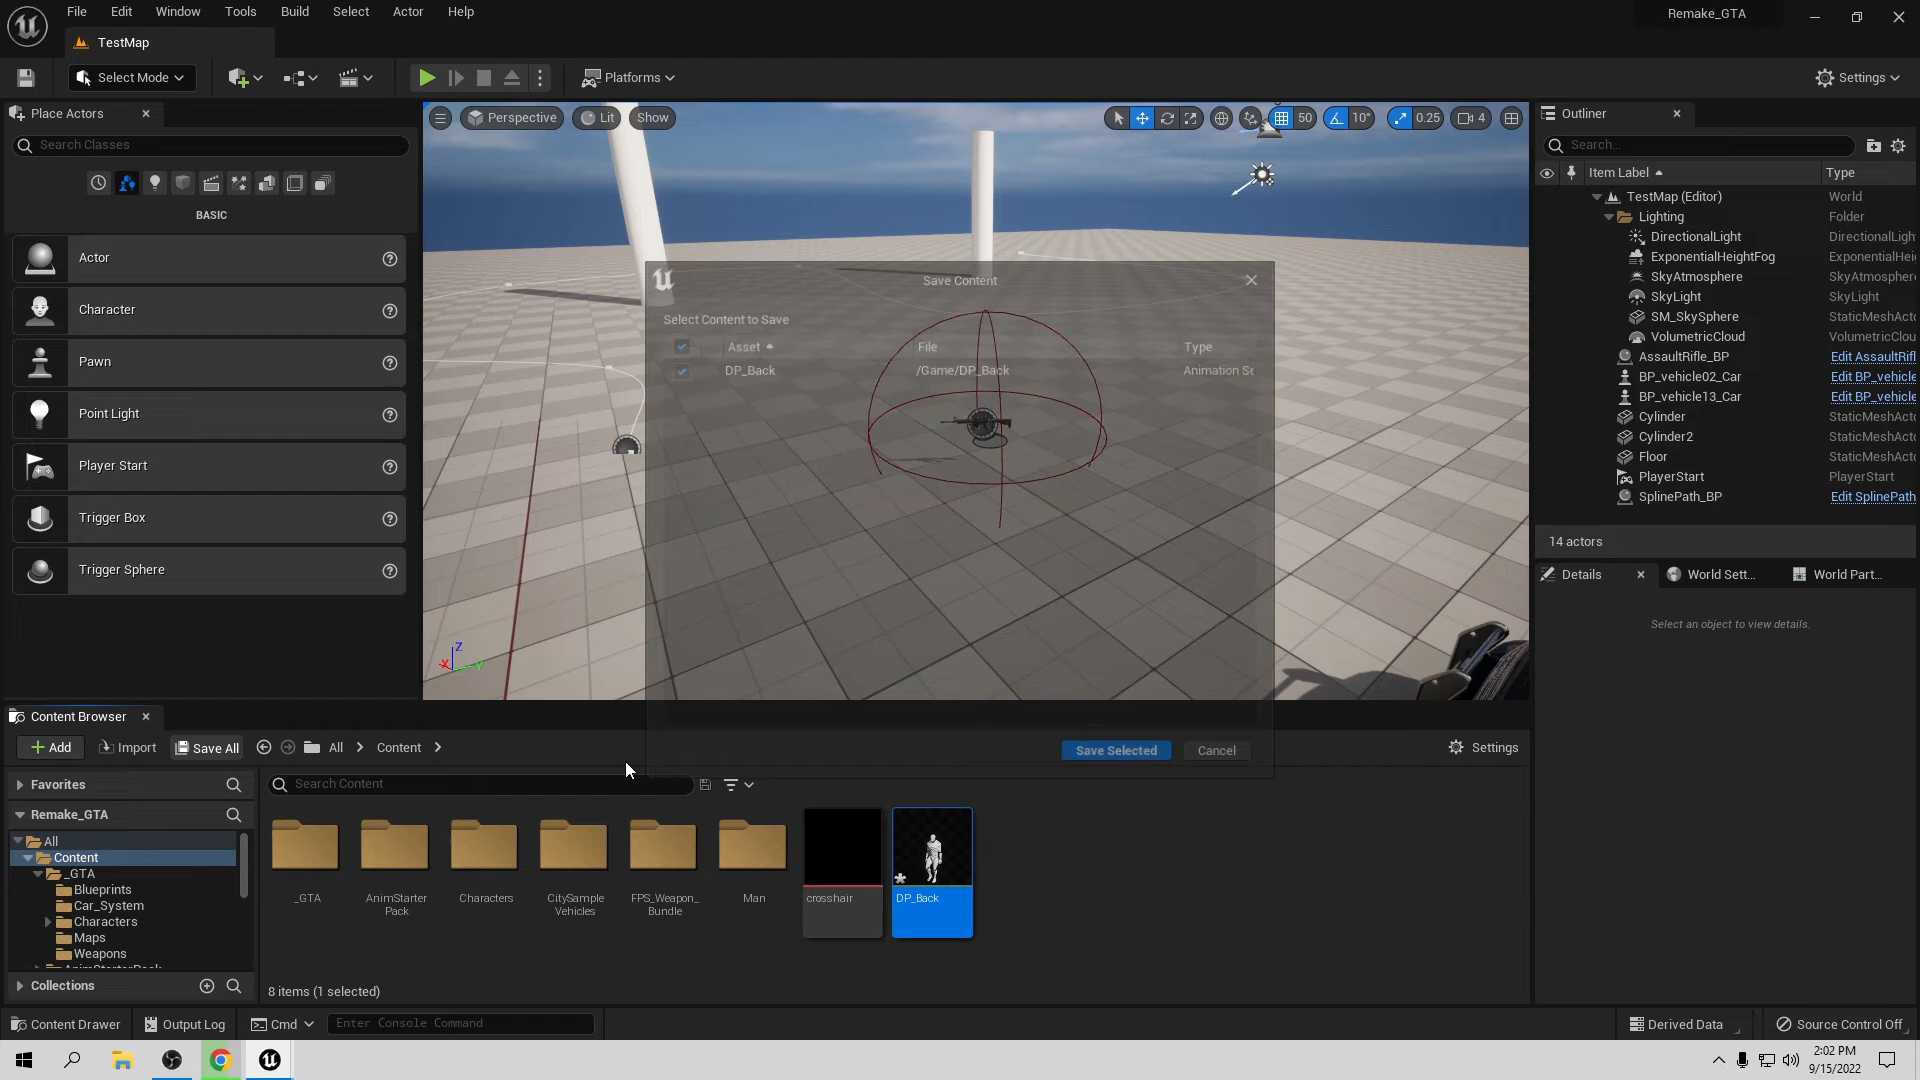 File Edit Window Tools Build Select Actor Help
Remake_GTA
TestMap
Select Mode
Platforms
Settings
Place Actors
Search Classes
BASIC
Actor
Character
Pawn
Point Light
Player Start
Trigger Box
Trigger Sphere
Perspective Lit Show
50 10° 0.25 4
Save Content
Select Content to Save
Asset File Type
DP_Back /Game/DP_Back Animation Se
Save Selected Cancel
Z
X Y
Outliner
Search...
Item Label Type
TestMap (Editor) World
Lighting Folder
DirectionalLight DirectionalLigh
ExponentialHeightFog ExponentialHei
SkyAtmosphere SkyAtmosphere
SkyLight SkyLight
SM_SkySphere StaticMeshActo
VolumetricCloud VolumetricClou
AssaultRifle_BP Edit AssaultRifl
BP_vehicle02_Car Edit BP_vehicle
BP_vehicle13_Car Edit BP_vehicle
Cylinder StaticMeshActo
Cylinder2 StaticMeshActo
Floor StaticMeshActo
PlayerStart PlayerStart
SplinePath_BP Edit SplinePath
14 actors
Details World Sett... World Part...
Select an object to view details.
Content Browser
Add Import Save All All Content
Settings
Favorites
Search Content
Remake_GTA
All
Content
_GTA
Blueprints
Car_System
Characters
Maps
Weapons
AnimStarterPack
Collections
_GTA
AnimStarter
Pack
Characters
CitySample
Vehicles
FPS_Weapon_
Bundle
Man
crosshair
DP_Back
8 items (1 selected)
Content Drawer Output Log Cmd Enter Console Command
Derived Data Source Control Off
2:02 PM
9/15/2022